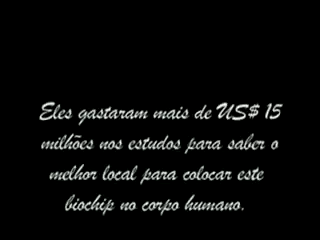 Eles gastaram mais de US$ 15
milhões nos estudos para saber o
melhor local para colocar este
biochip no corpo humano.